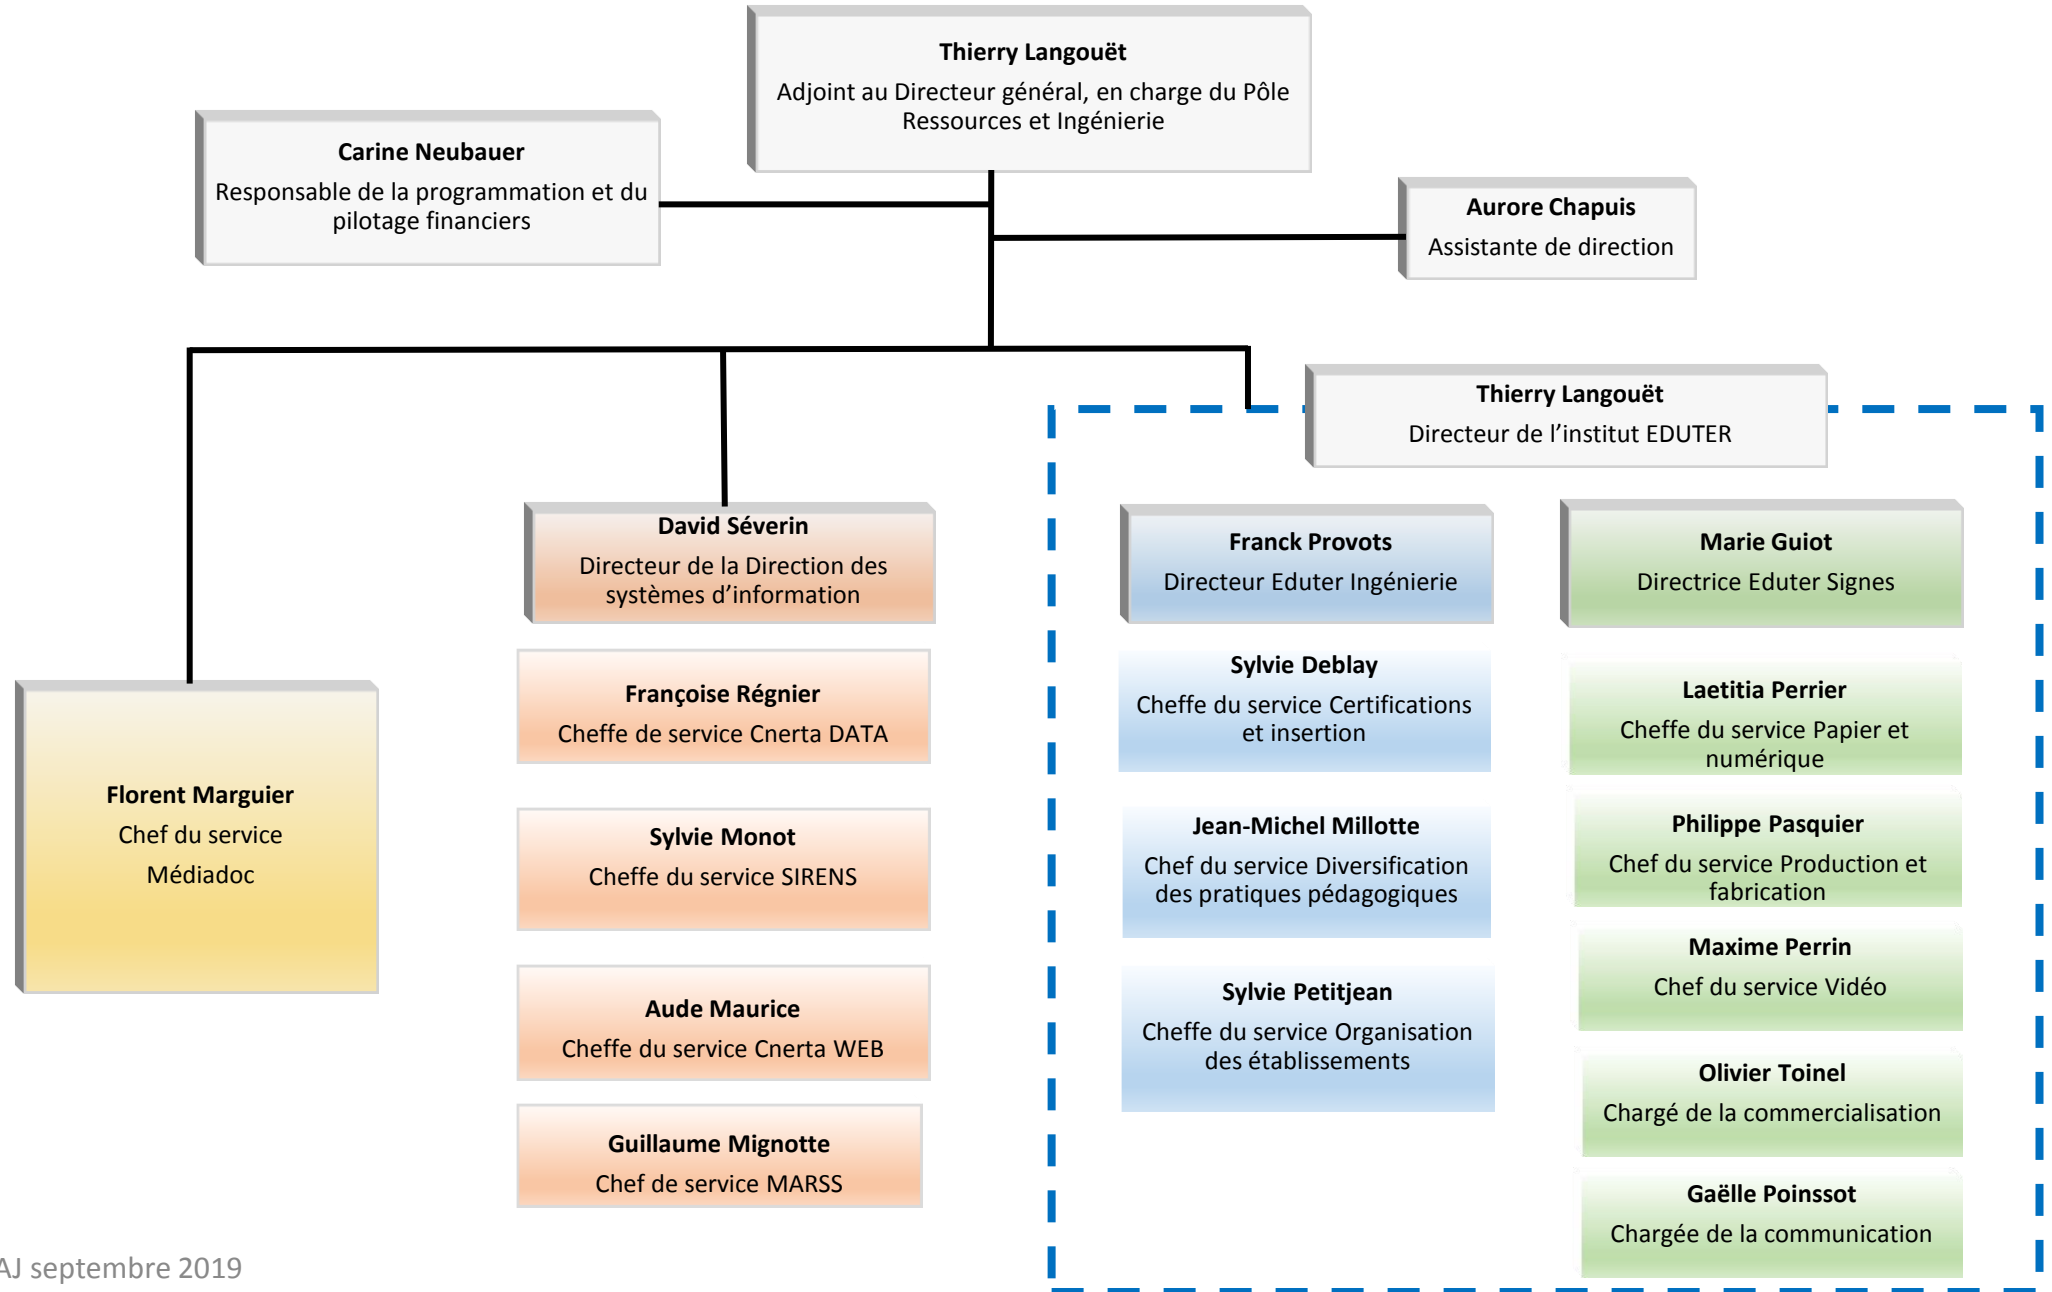 Thierry Langouët
Adjoint au Directeur général, en charge du Pôle
Ressources et Ingénierie
Carine Neubauer
Responsable de la programmation et du
pilotage financiers
Aurore Chapuis
Assistante de direction
Thierry Langouët
Directeur de l’institut EDUTER
David Séverin
Directeur de la Direction des
systèmes d’information
Françoise Régnier
Cheffe de service Cnerta DATA
Sylvie Monot
Cheffe du service SIRENS
Aude Maurice
Cheffe du service Cnerta WEB
Guillaume Mignotte
Chef de service MARSS
Florent Marguier
Chef du service
Médiadoc
Franck Provots
Directeur Eduter Ingénierie
Sylvie Deblay
Cheffe du service Certifications
et insertion
Jean-Michel Millotte
Chef du service Diversification
des pratiques pédagogiques
Sylvie Petitjean
Cheffe du service Organisation
des établissements
Marie Guiot
Directrice Eduter Signes
Laetitia Perrier
Cheffe du service Papier et
numérique
Philippe Pasquier
Chef du service Production et
fabrication
Maxime Perrin
Chef du service Vidéo
Olivier Toinel
Chargé de la commercialisation
Gaëlle Poinssot
Chargée de la communication
AJ septembre 2019